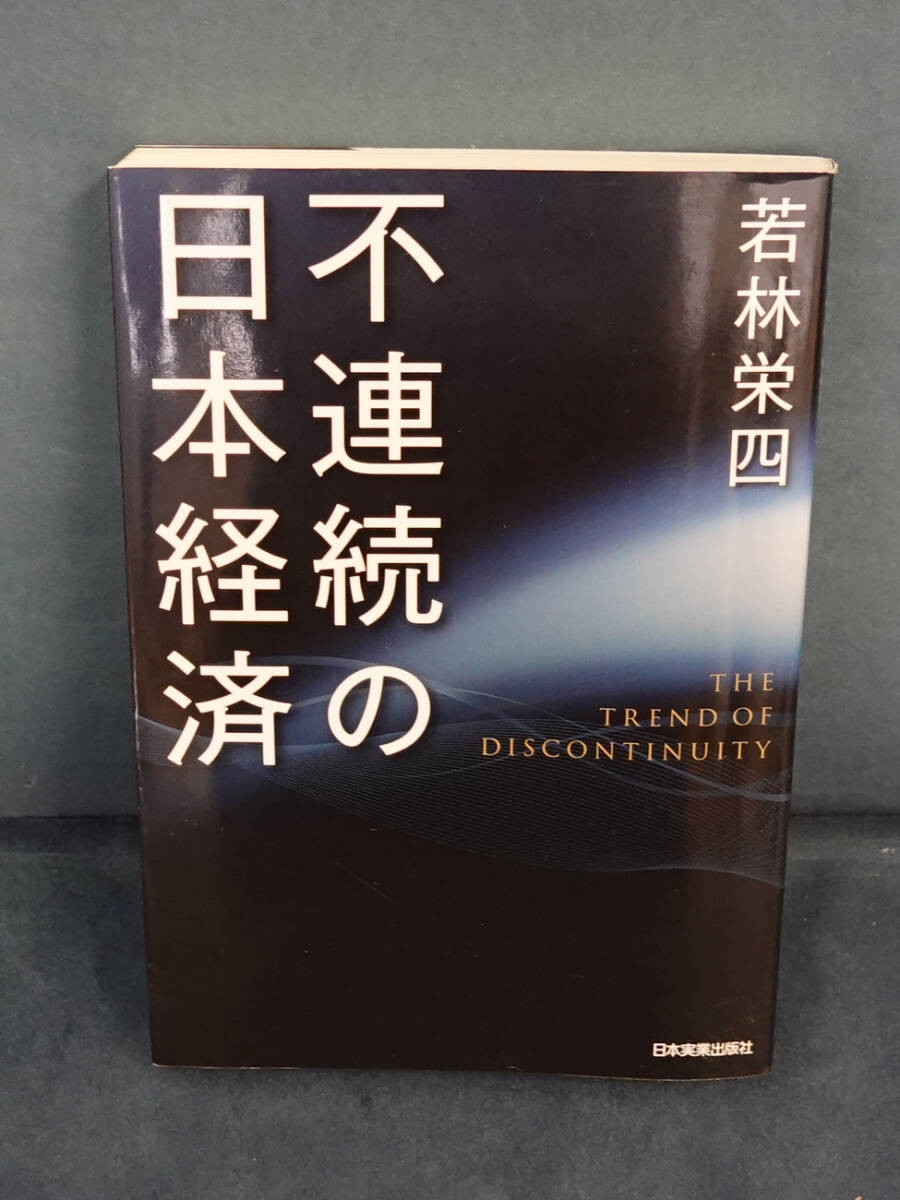 若林栄四
不連続の
日本経済
THE
TREND OF
DISCONTINUITY
日本実業出版社